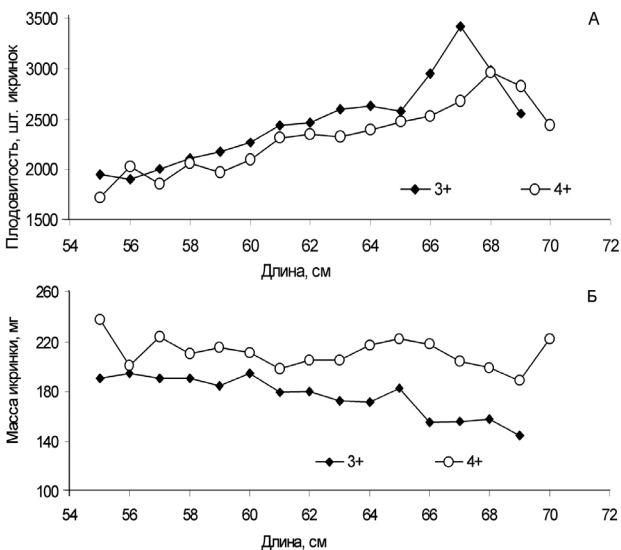 А
3500
3000
2500
2000
1500
Плодовитость, шт. икринок
3+ 4+
54 56 58 60 62 64 66 68 70 72
Длина, см
Б
260
220
180
140
100
Масса икринки, мг
3+ 4+
54 56 58 60 62 64 66 68 70 72
Длина, см